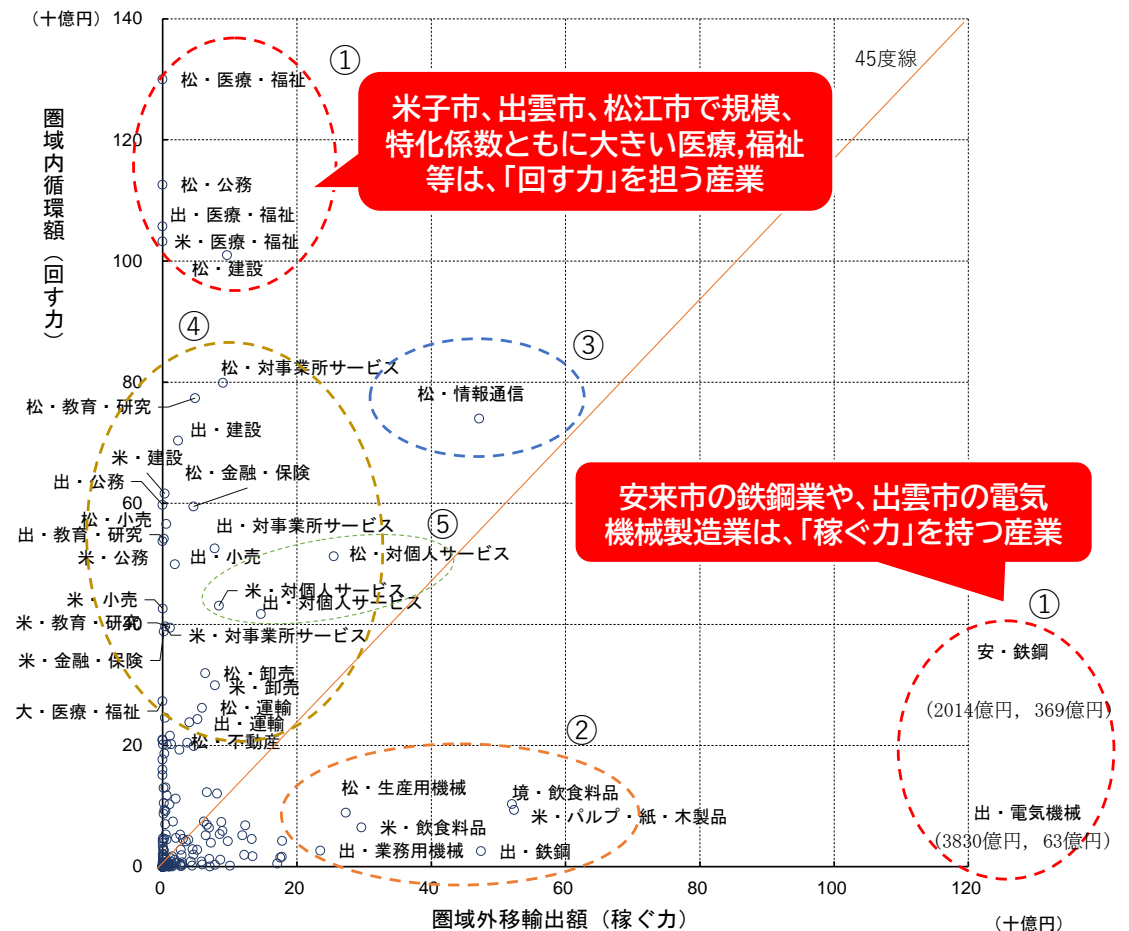 （十億円）
140
120
100
80
60
40
20
0
圏域内循環額（回す力）
①
松・医療・福祉
米子市、出雲市、松江市で規模、
特化係数ともに大きい医療,福祉
等は、「回す力」を担う産業
45度線
松・公務
出・医療・福祉
米・医療・福祉
松・建設
④
③
松・対事業所サービス
松・情報通信
松・教育・研究
出・建設
米・建設
松・金融・保険
出・公務
安来市の鉄鋼業や、出雲市の電気
機械製造業は、「稼ぐ力」を持つ産業
松・小売
出・対事業所サービス
⑤
出・教育・研究
米・公務
出・小売
松・対個人サービス
米・対個人サービス
出・対個人サービス
米・小売
米・教育・研究
米・対事業所サービス
米・金融・保険
①
安・鉄鋼
松・卸売
米・卸売
大・医療・福祉
松・運輸
出・運輸
（2014億円, 369億円）
松・不動産
②
松・生産用機械
境・飲食料品
米・パルプ・紙・木製品
米・飲食料品
出・業務用機械
出・鉄鋼
出・電気機械
（3830億円, 63億円）
0
20
40
60
80
100
120
圏域外移輸出額（稼ぐ力）
（十億円）